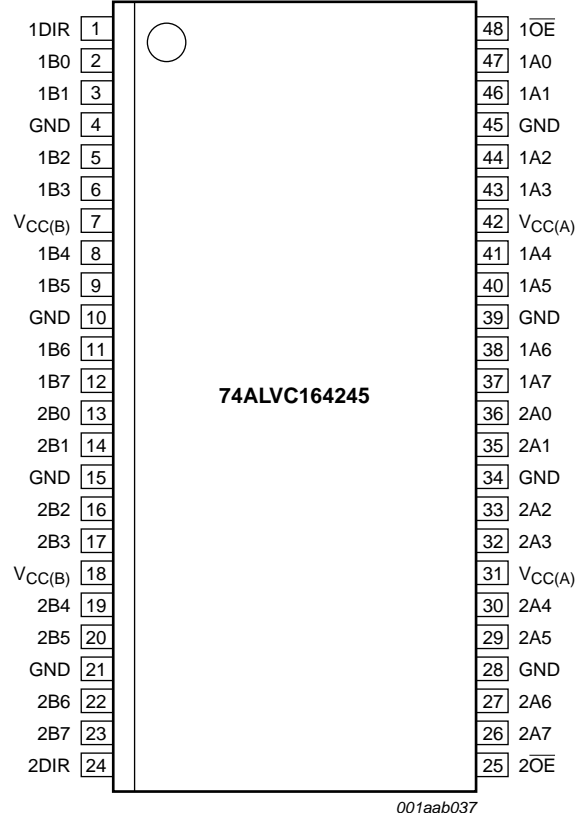 1DIR 1 48 1O̅E̅
1B0 2 47 1A0
1B1 3 46 1A1
GND 4 45 GND
1B2 5 44 1A2
1B3 6 43 1A3
VCC(B) 7 42 VCC(A)
1B4 8 41 1A4
1B5 9 40 1A5
GND 10 39 GND
1B6 11 38 1A6
1B7 12 37 1A7
74ALVC164245
2B0 13 36 2A0
2B1 14 35 2A1
GND 15 34 GND
2B2 16 33 2A2
2B3 17 32 2A3
VCC(B) 18 31 VCC(A)
2B4 19 30 2A4
2B5 20 29 2A5
GND 21 28 GND
2B6 22 27 2A6
2B7 23 26 2A7
2DIR 24 25 2O̅E̅
001aab037